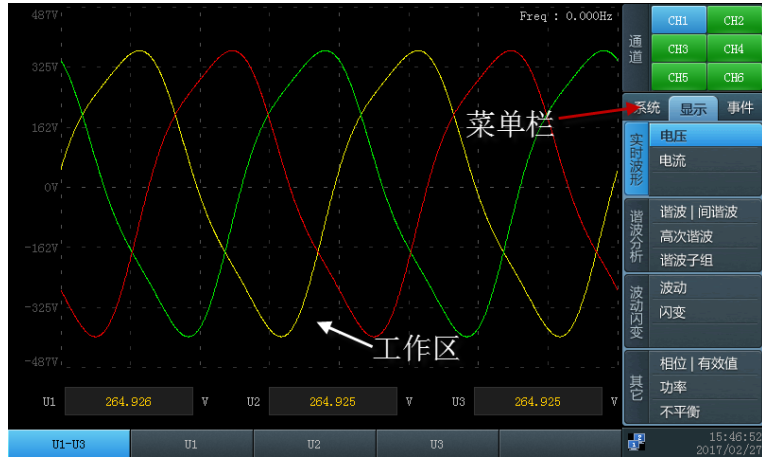 487V
Freq : 0.000Hz
325V
162V
0V
-162V
-325V
-487V
菜单栏
工作区
U1 264.926 V U2 264.925 V U3 264.925 V
U1-U3 U1 U2 U3
通道
CH1 CH2
CH3 CH4
CH5 CH6
系统 显示 事件
实时波形
电压
电流
谐波分析
谐波 | 间谐波
高次谐波
谐波子组
波动闪变
波动
闪变
其它
相位 | 有效值
功率
不平衡
15:46:52
2017/02/27